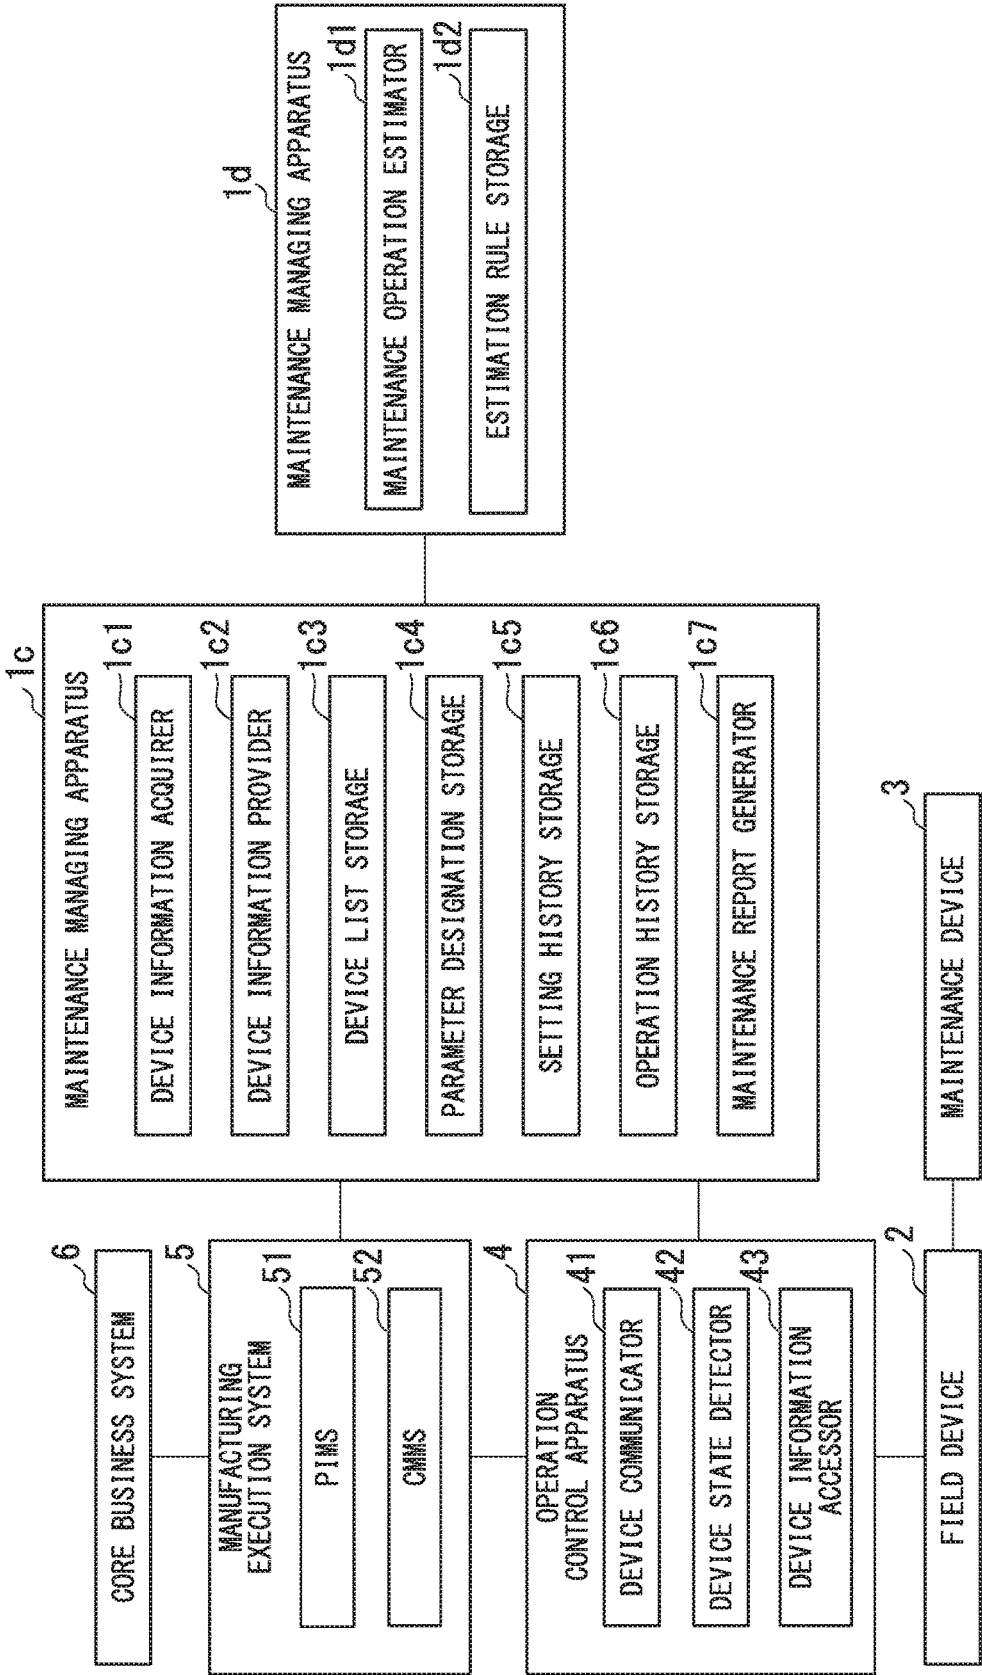 6
CORE BUSINESS SYSTEM
5
MANUFACTURING
EXECUTION SYSTEM
51
PIMS
52
CMMS
4
OPERATION
CONTROL APPARATUS
41
DEVICE COMMUNICATOR
42
DEVICE STATE DETECTOR
43
DEVICE INFORMATION
ACCESSOR
2
FIELD DEVICE
3
MAINTENANCE DEVICE
1c
MAINTENANCE MANAGING APPARATUS
1c1
DEVICE INFORMATION ACQUIRER
1c2
DEVICE INFORMATION PROVIDER
1c3
DEVICE LIST STORAGE
1c4
PARAMETER DESIGNATION STORAGE
1c5
SETTING HISTORY STORAGE
1c6
OPERATION HISTORY STORAGE
1c7
MAINTENANCE REPORT GENERATOR
1d
MAINTENANCE MANAGING APPARATUS
1d1
MAINTENANCE OPERATION ESTIMATOR
1d2
ESTIMATION RULE STORAGE